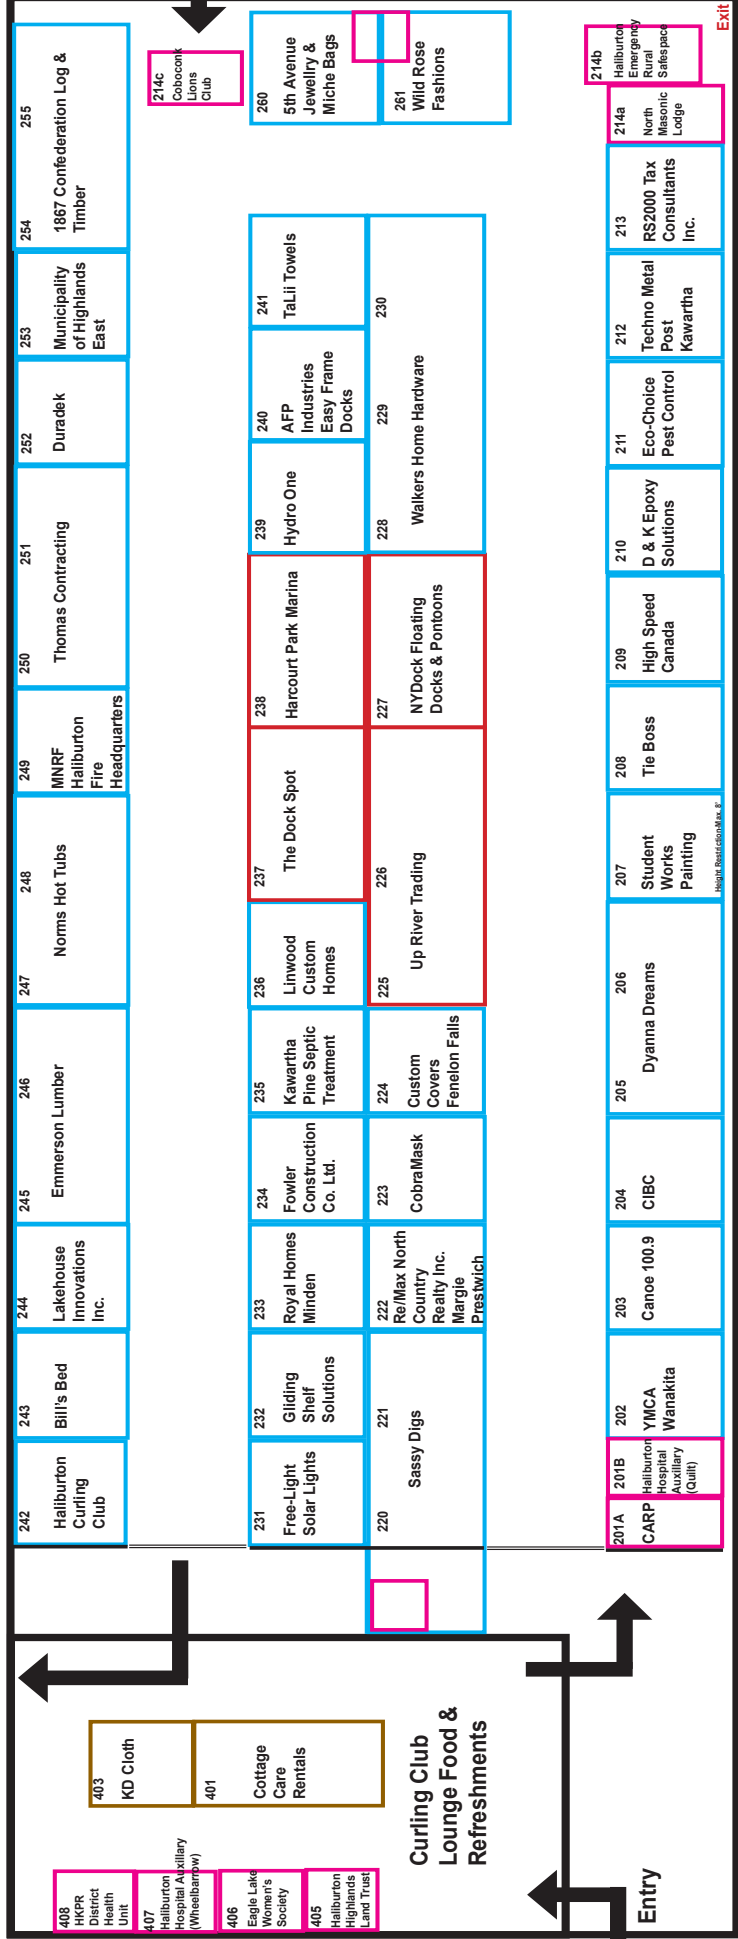 255
254
1867 Confederation Log &
Timber
253
Municipality
of Highlands
East
252
Duradek
251
250
Thomas Contracting
249
MNRF
Haliburton
Fire
Headquarters
248
247
Norms Hot Tubs
246
245
Emmerson Lumber
244
Lakehouse
Innovations
Inc.
243
Bill's Bed
242
Haliburton
Curling
Club
214c
Coboconk
Lions
Club
260
5th Avenue
Jewellry &
Miche Bags
261
Wild Rose
Fashions
241
TaLii Towels
240
AFP
Industries
Easy Frame
Docks
239
Hydro One
238
Harcourt Park Marina
237
The Dock Spot
236
Linwood
Custom
Homes
235
Kawartha
Pine Septic
Treatment
234
Fowler
Construction
Co. Ltd.
233
Royal Homes
Minden
232
Gliding
Shelf
Solutions
231
Free-Light
Solar Lights
230
229
228
Walkers Home Hardware
227
NYDock Floating
Docks & Pontoons
226
225
Up River Trading
224
Custom
Covers
Fenelon Falls
223
CobraMask
222
Re/Max North
Country
Realty Inc.
Margie
Prestwich
221
220
Sassy Digs
Exit
214b
Haliburton
Emergency
Rural
Safespace
214a
North
Masonic
Lodge
213
RS2000 Tax
Consultants
Inc.
212
Techno Metal
Post
Kawartha
211
Eco-Choice
Pest Control
210
D & K Epoxy
Solutions
209
High Speed
Canada
208
Tie Boss
207
Student
Works
Painting
Height Restriction-Max. 8'
206
205
Dyanna Dreams
204
CIBC
203
Canoe 100.9
202
YMCA
Wanakita
201B
Haliburton
Hospital
Auxillary
(Quilt)
201A
CARP
403
KD Cloth
401
Cottage
Care
Rentals
Curling Club
Lounge Food &
Refreshments
408
HKPR
District
Health
Unit
407
Haliburton
Hospital Auxillary
(Wheelbarrow)
406
Eagle Lake
Women's
Society
405
Haliburton
Highlands
Land Trust
Entry